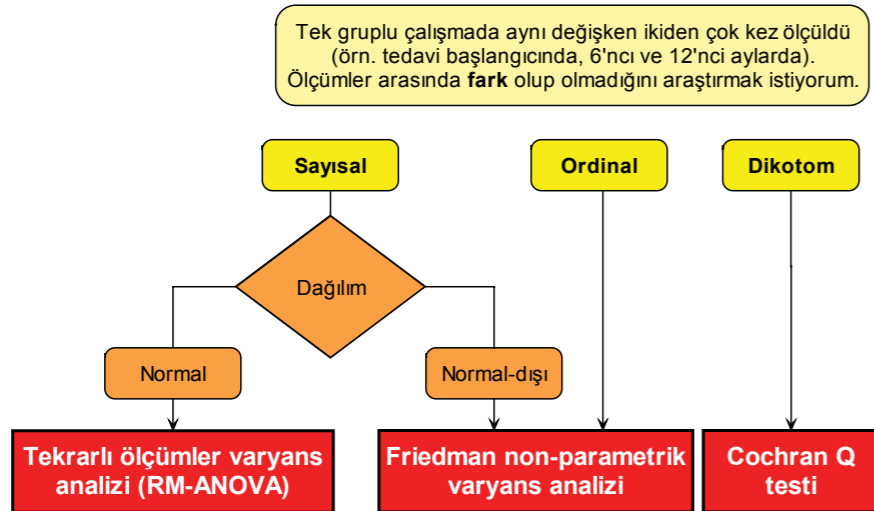 Tek gruplu çalışmada aynı değişken ikiden çok kez ölçüldü
(örn. tedavi başlangıcında, 6'ncı ve 12'nci aylarda).
Ölçümler arasında fark olup olmadığını araştırmak istiyorum.
Sayısal
Ordinal
Dikotom
Dağılım
Normal
Normal-dışı
Tekrarlı ölçümler varyans
analizi (RM-ANOVA)
Friedman non-parametrik
varyans analizi
Cochran Q
testi